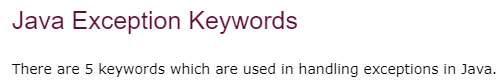 Java Exception Keywords
There are 5 keywords which are used in handling exceptions in Java.